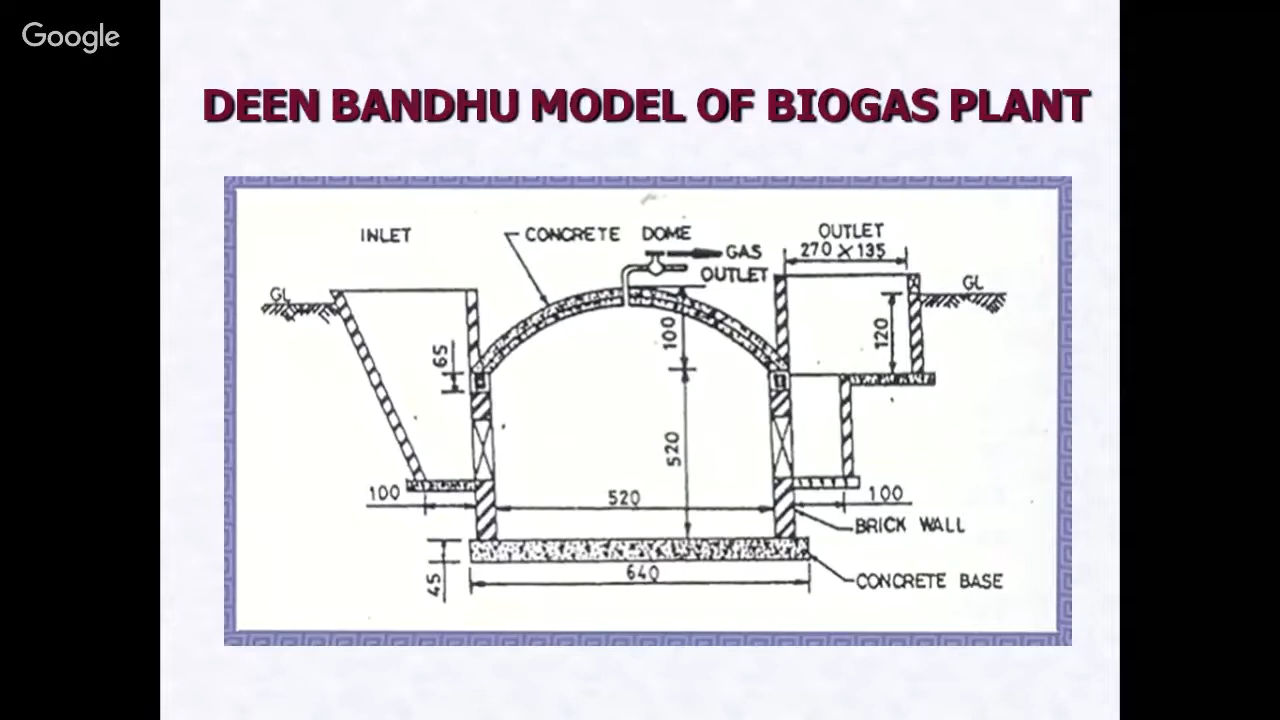 Google
DEEN BANDHU MODEL OF BIOGAS PLANT
INLET
CONCRETE DOME
GAS
OUTLET
OUTLET
270 X 135
GL
GL
65
100
120
520
100
520
100
BRICK WALL
640
45
CONCRETE BASE